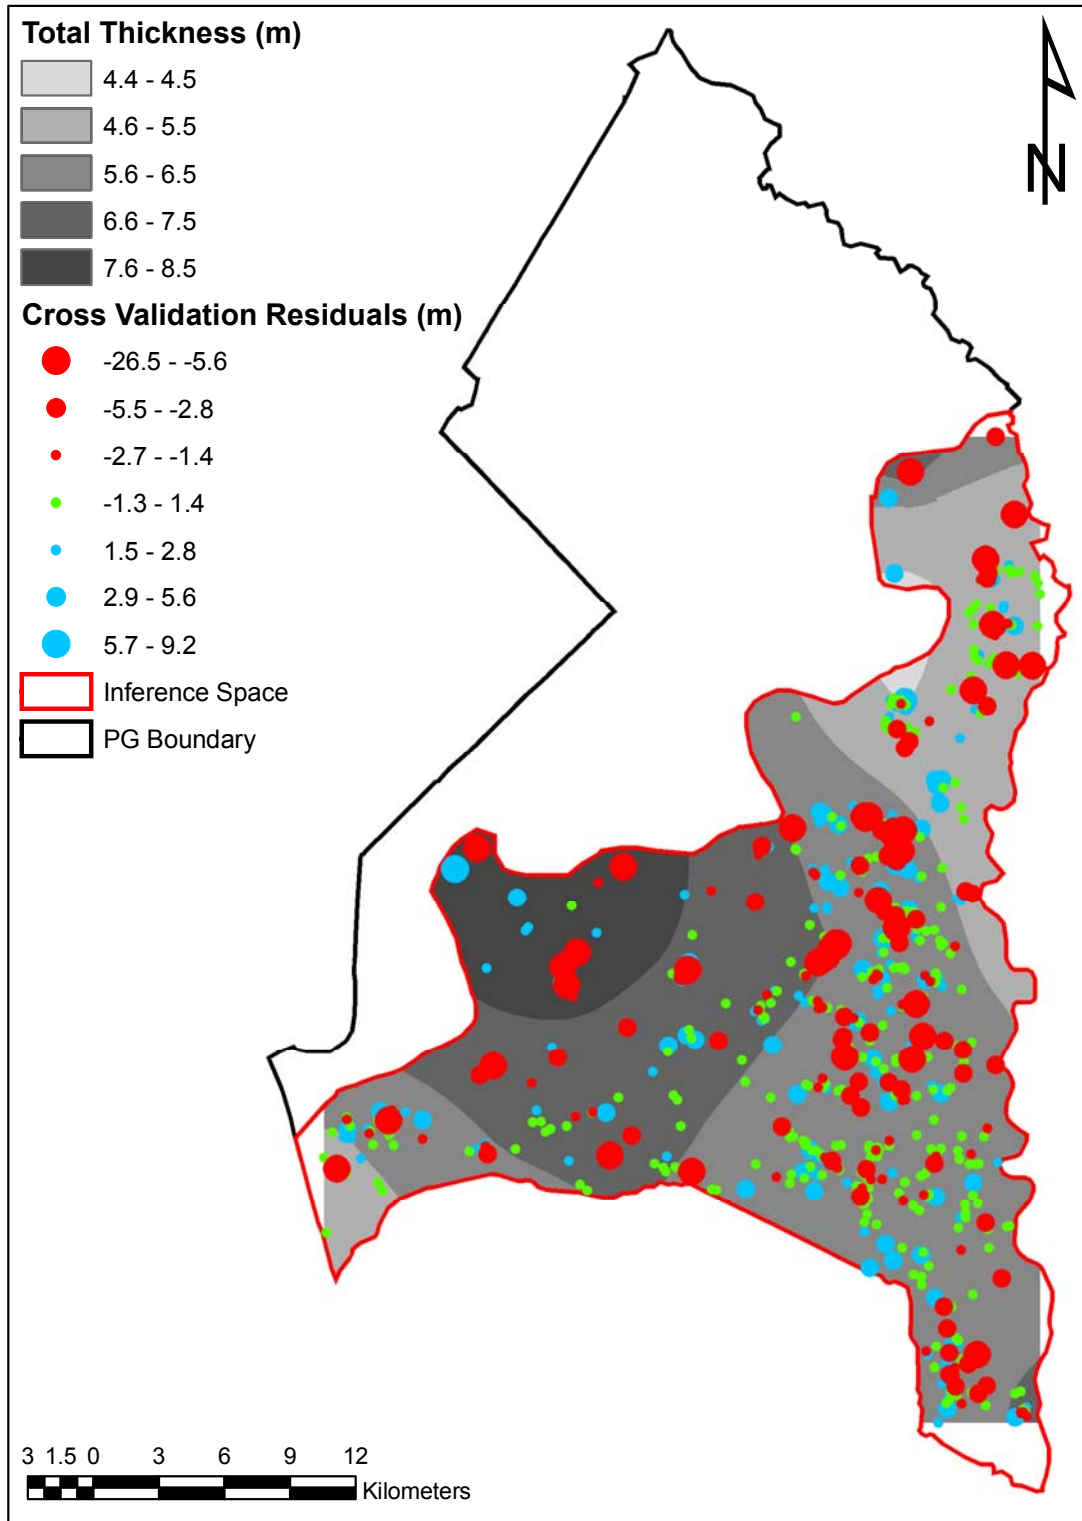 Total Thickness (m)
4.4 - 4.5
4.6 - 5.5
5.6 - 6.5
6.6 - 7.5
7.6 - 8.5
Cross Validation Residuals (m)
-26.5 - -5.6
-5.5 - -2.8
-2.7 - -1.4
-1.3 - 1.4
1.5 - 2.8
2.9 - 5.6
5.7 - 9.2
Inference Space
PG Boundary
N
3 1.5 0 3 6 9 12
Kilometers